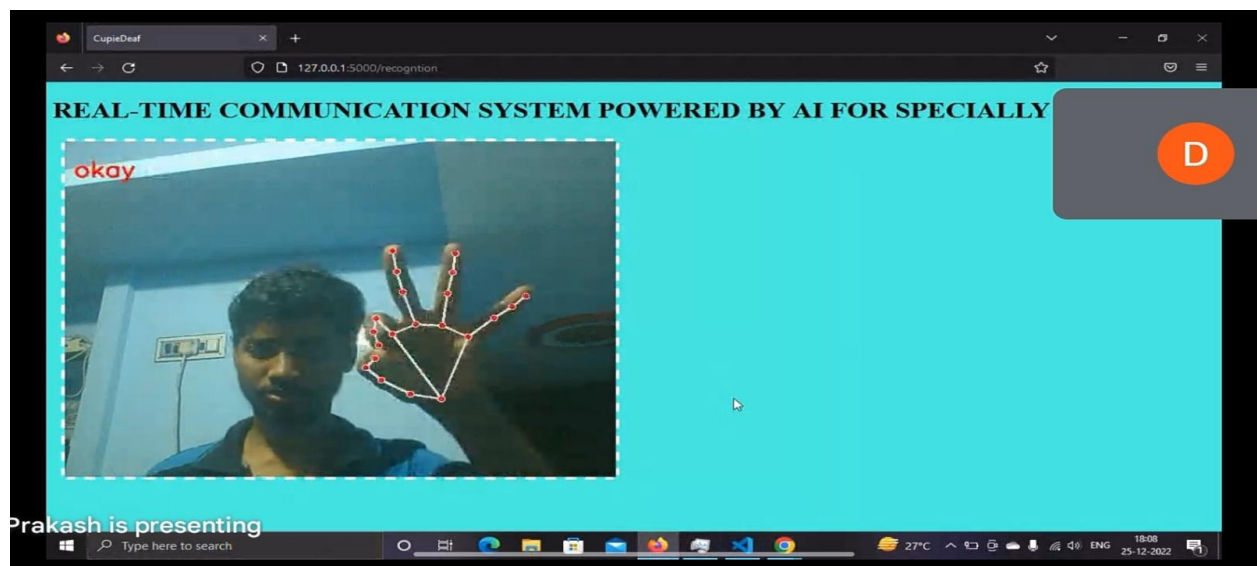 CupieDeaf
127.0.0.1:5000/recogntion
REAL-TIME COMMUNICATION SYSTEM POWERED BY AI FOR SPECIALLY
okay
D
Prakash is presenting
Type here to search
27°C
ENG
18:08
25-12-2022
1